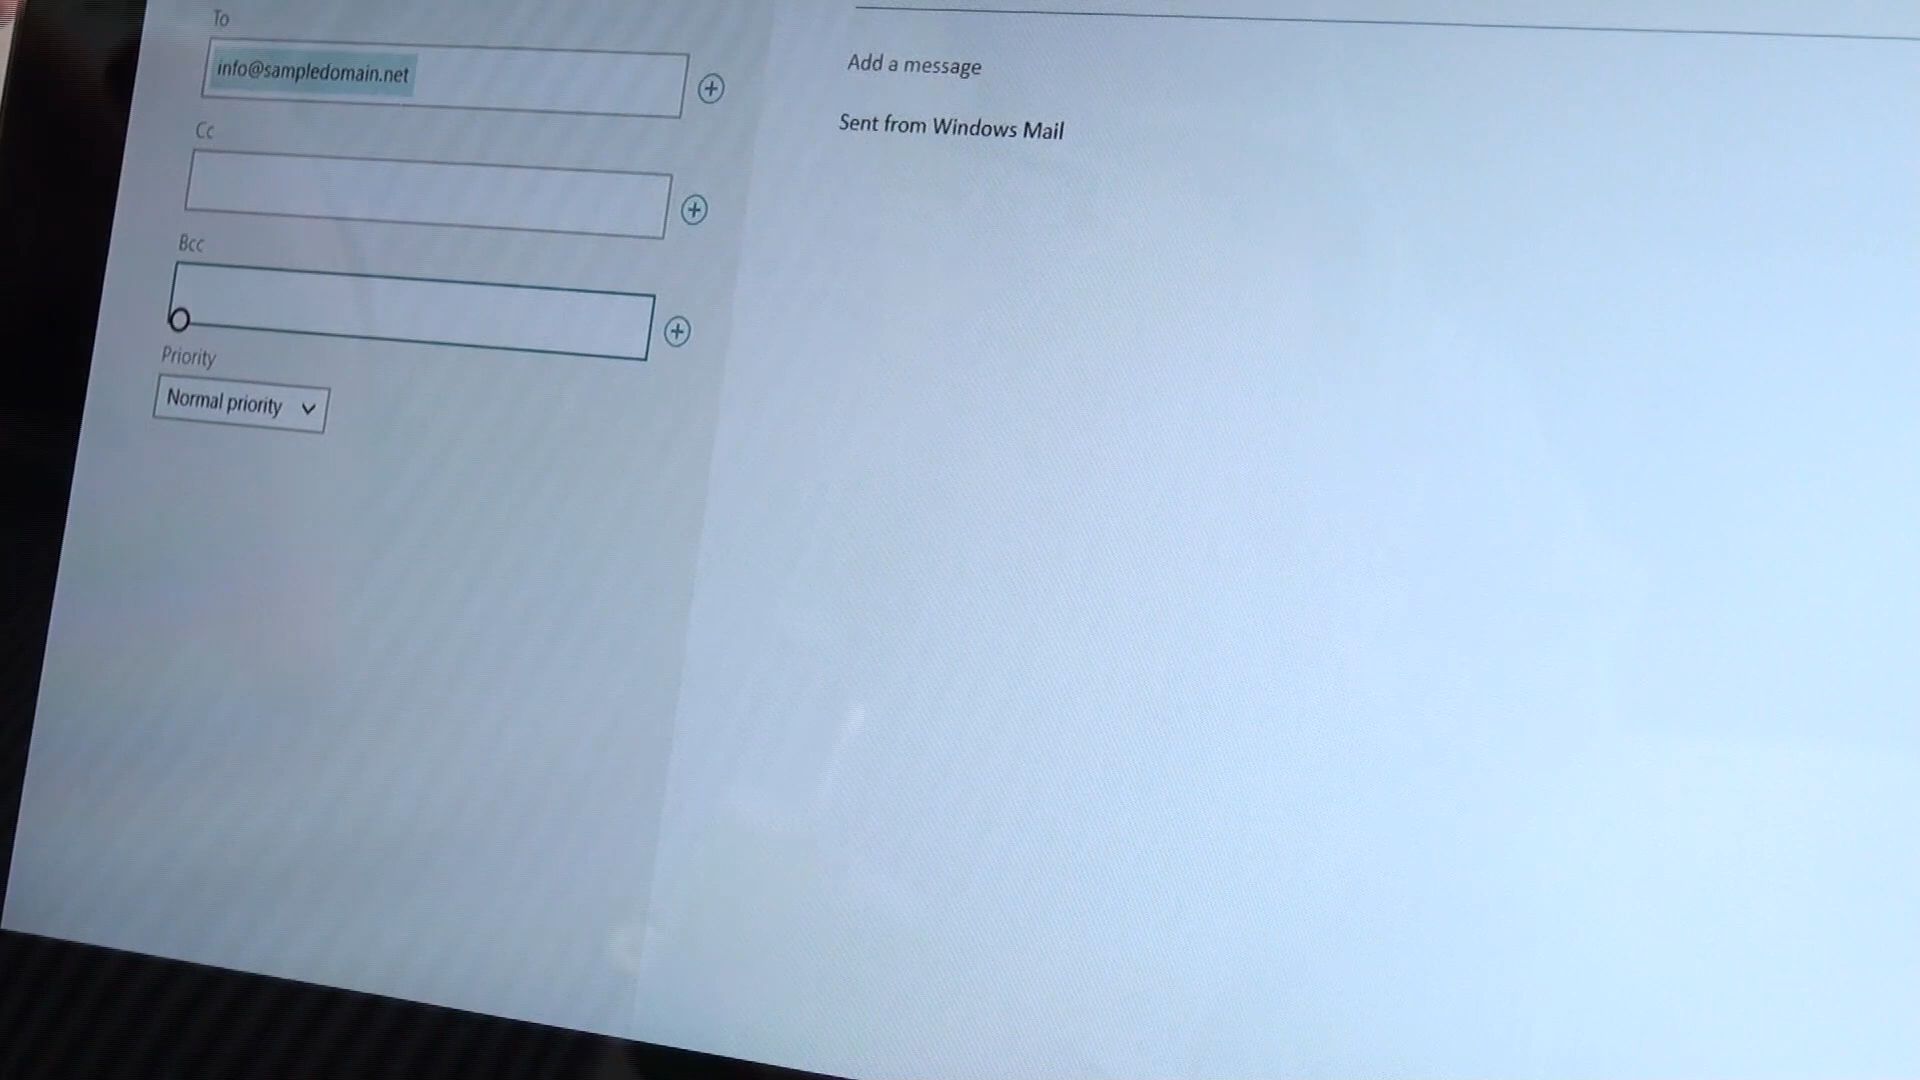 To
info@sampledomain.net
Cc
Bcc
Priority
Normal priority
Add a message
Sent from Windows Mail